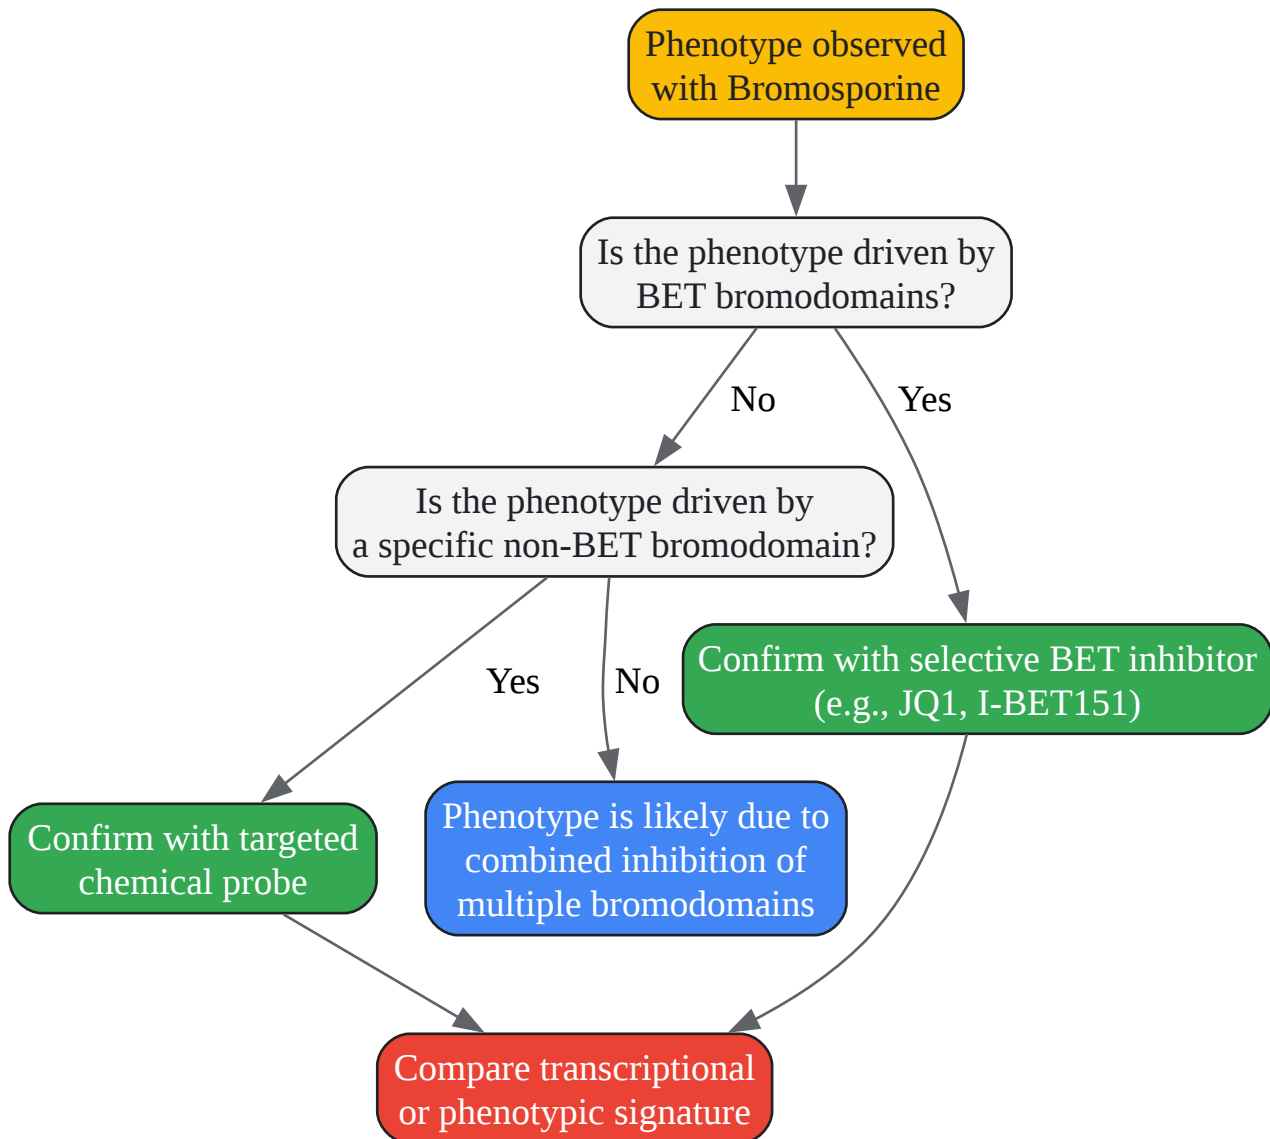 Phenotype observed
with Bromosporine
Is the phenotype driven by
BET bromodomains?
No
Yes
Is the phenotype driven by
a specific non-BET bromodomain?
Confirm with selective BET inhibitor
(e.g., JQ1, I-BET151)
Yes
No
Confirm with targeted
chemical probe
Phenotype is likely due to
combined inhibition of
multiple bromodomains
Compare transcriptional
or phenotypic signature